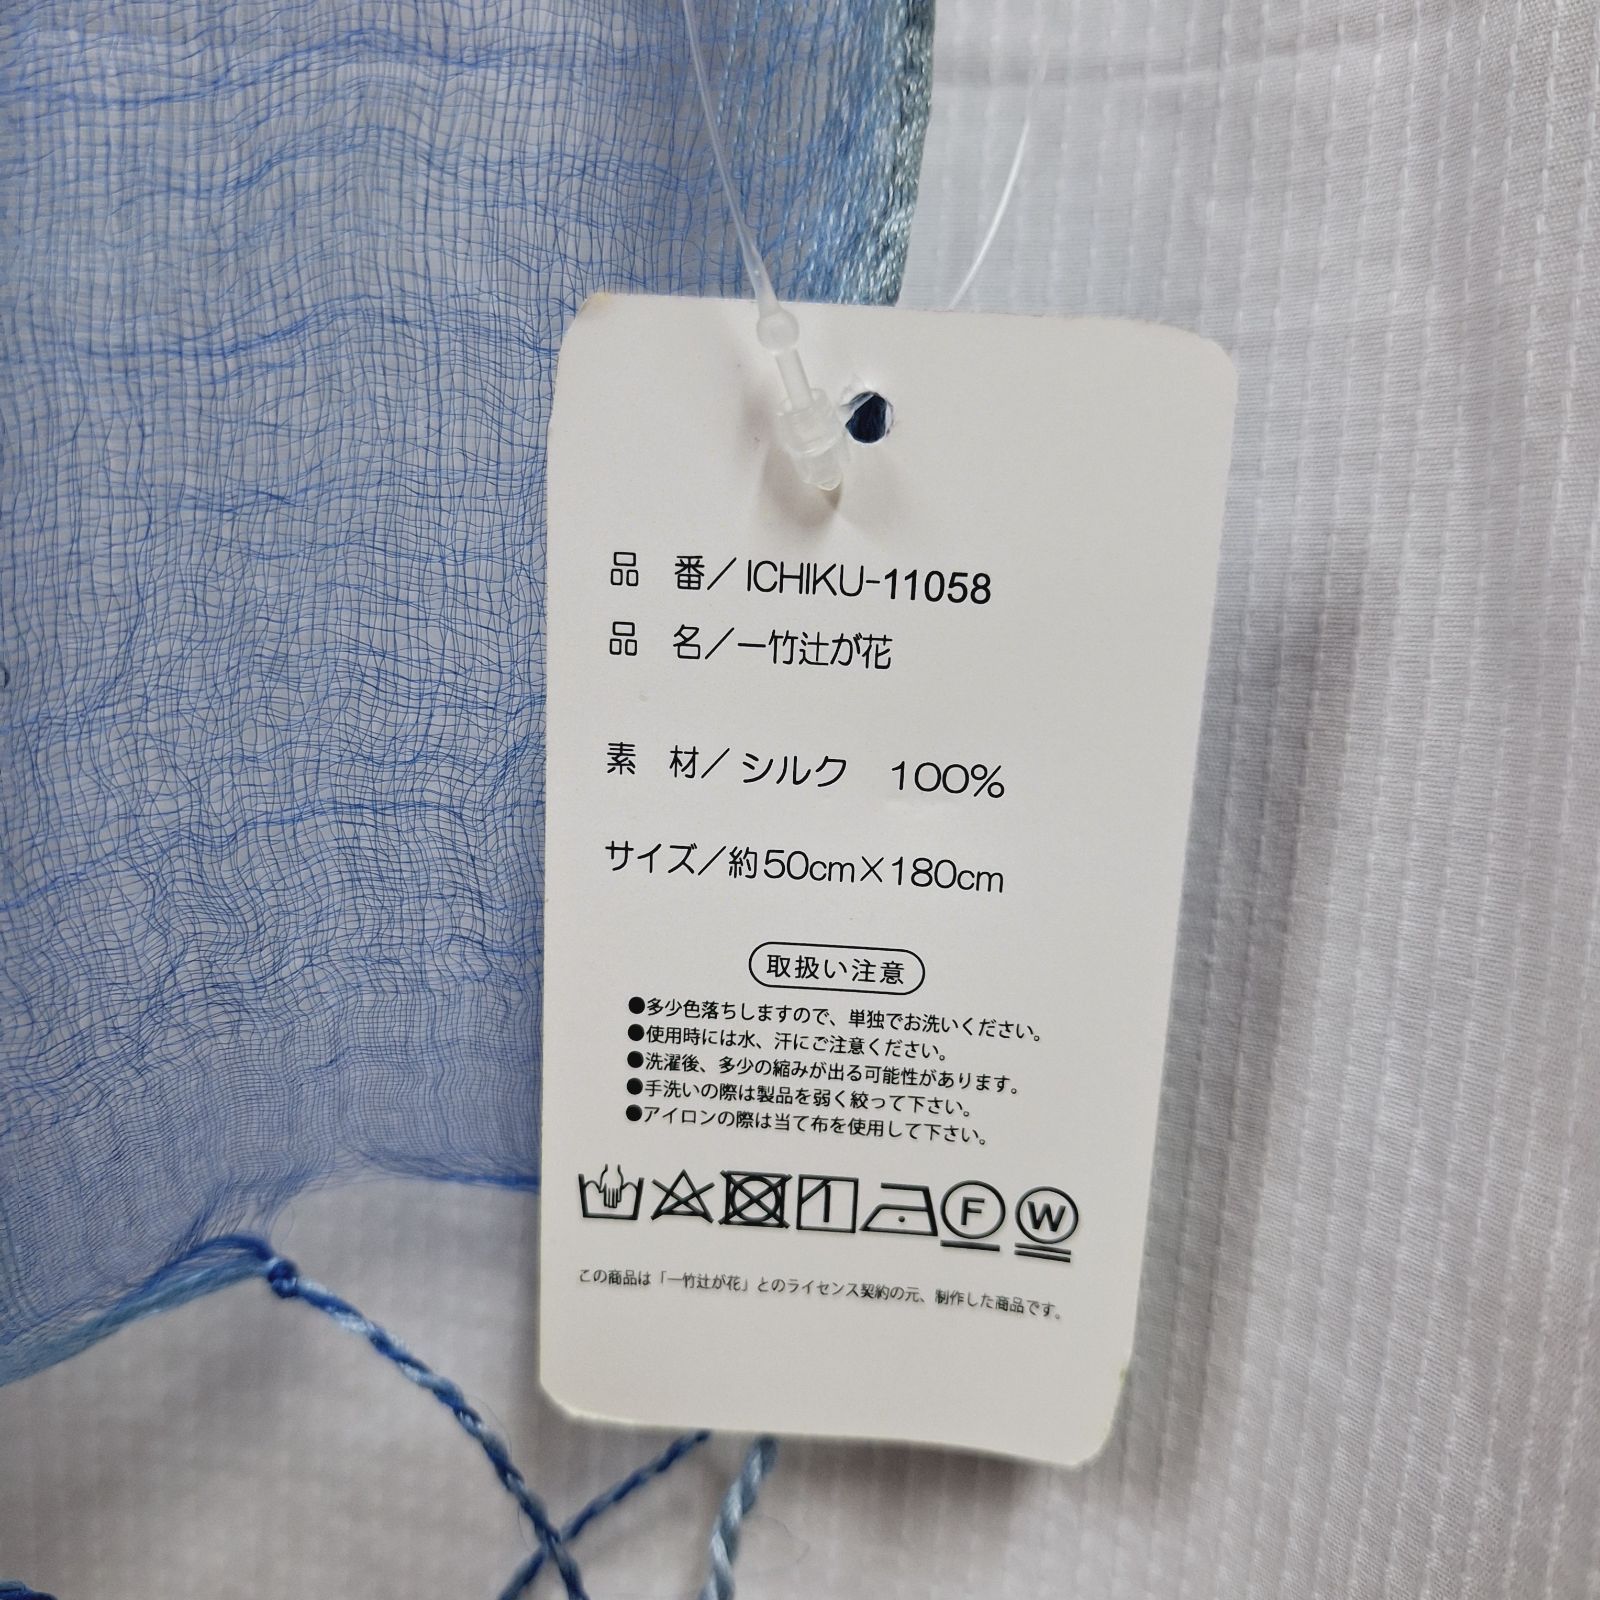 品 番／ICHIKU-11058
品 名／一竹辻が花
素 材／シルク 100%
サイズ／約50cm×180cm
取扱い注意
●多少色落ちしますので、単独でお洗いください。
●使用時には水、汗にご注意ください。
●洗濯後、多少の縮みが出る可能性があります。
●手洗いの際は製品を弱く絞って下さい。
●アイロンの際は当て布を使用して下さい。
F W
この商品は「一竹辻が花」とのライセンス契約の元、制作した商品です。